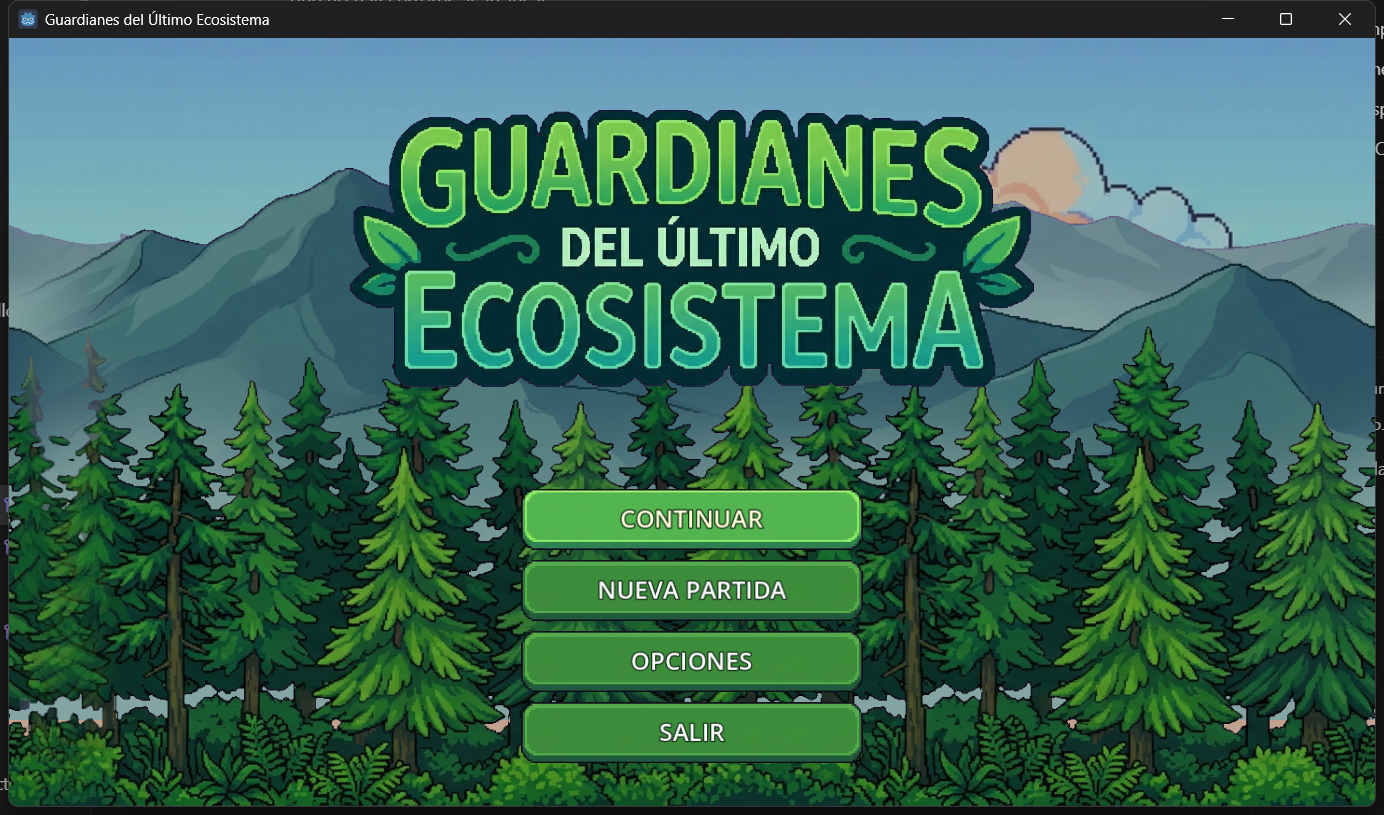 Guardianes del Último Ecosistema
GUARDIANES
DEL ÚLTIMO
ECOSISTEMA
CONTINUAR
NUEVA PARTIDA
OPCIONES
SALIR